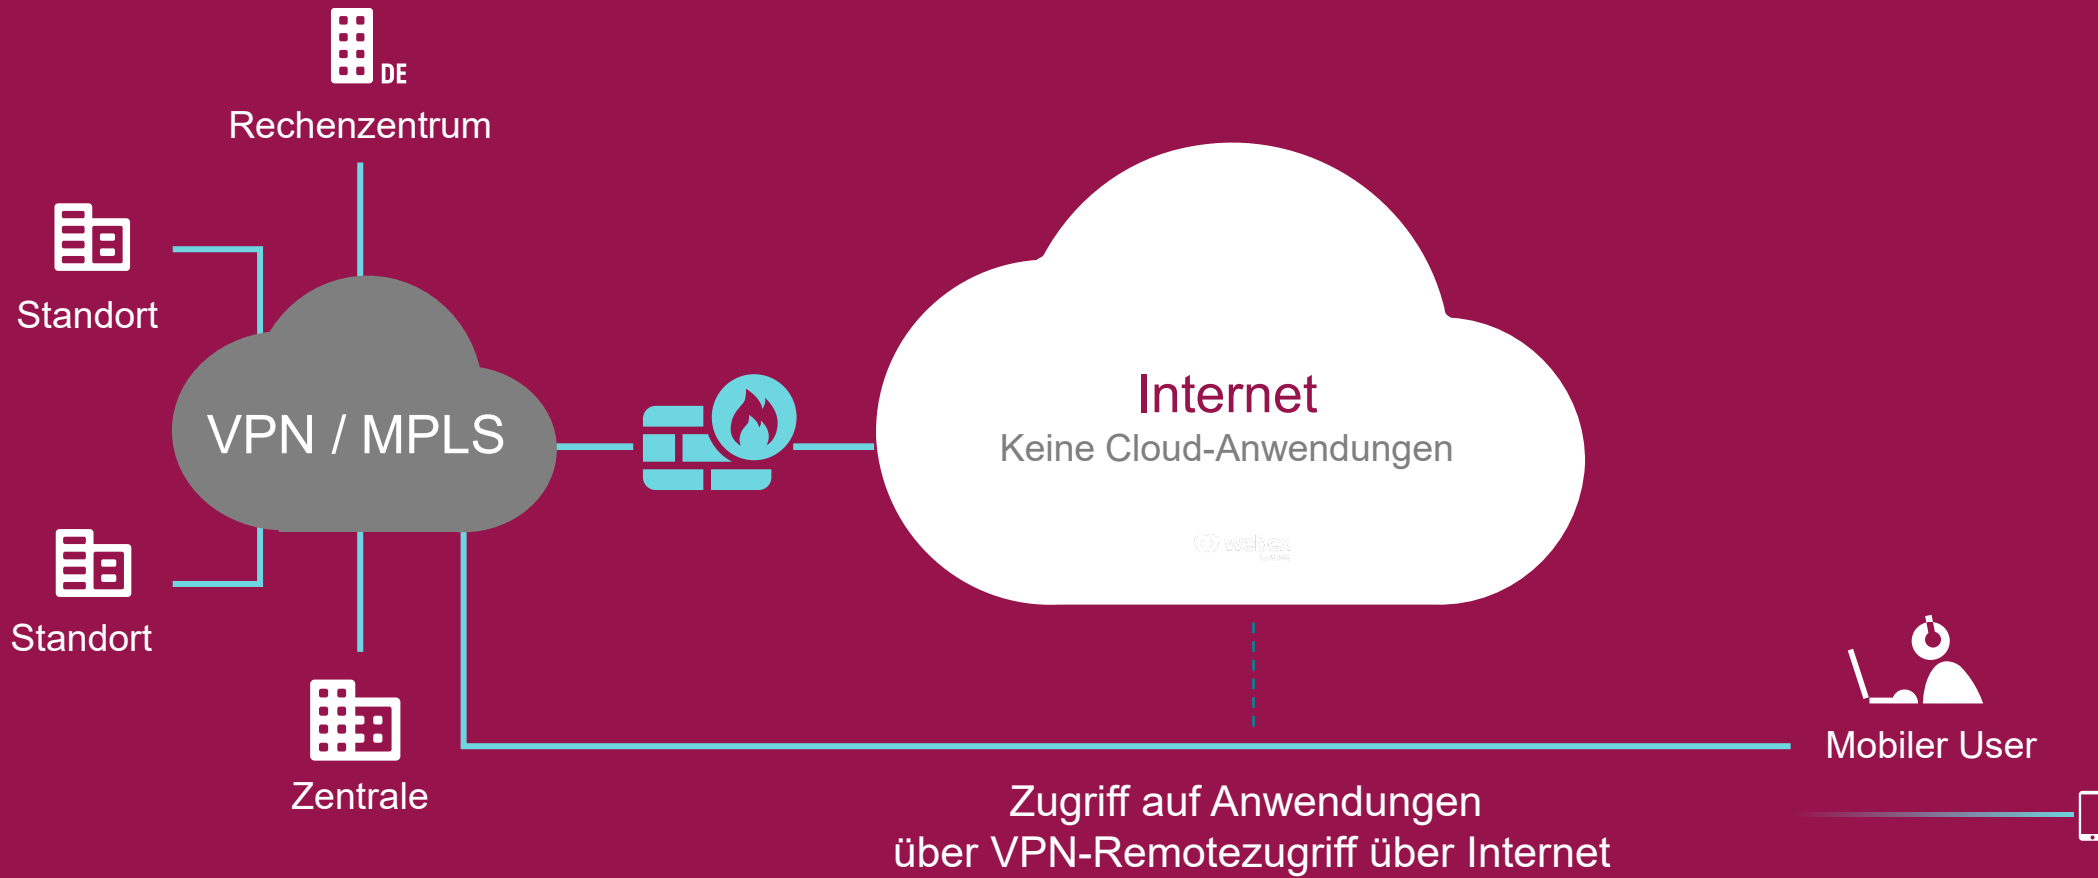 DE
Rechenzentrum
Standort
VPN / MPLS
Internet
Keine Cloud-Anwendungen
webex
Standort
Mobiler User
Zentrale
Zugriff auf Anwendungen
über VPN-Remotezugriff über Internet